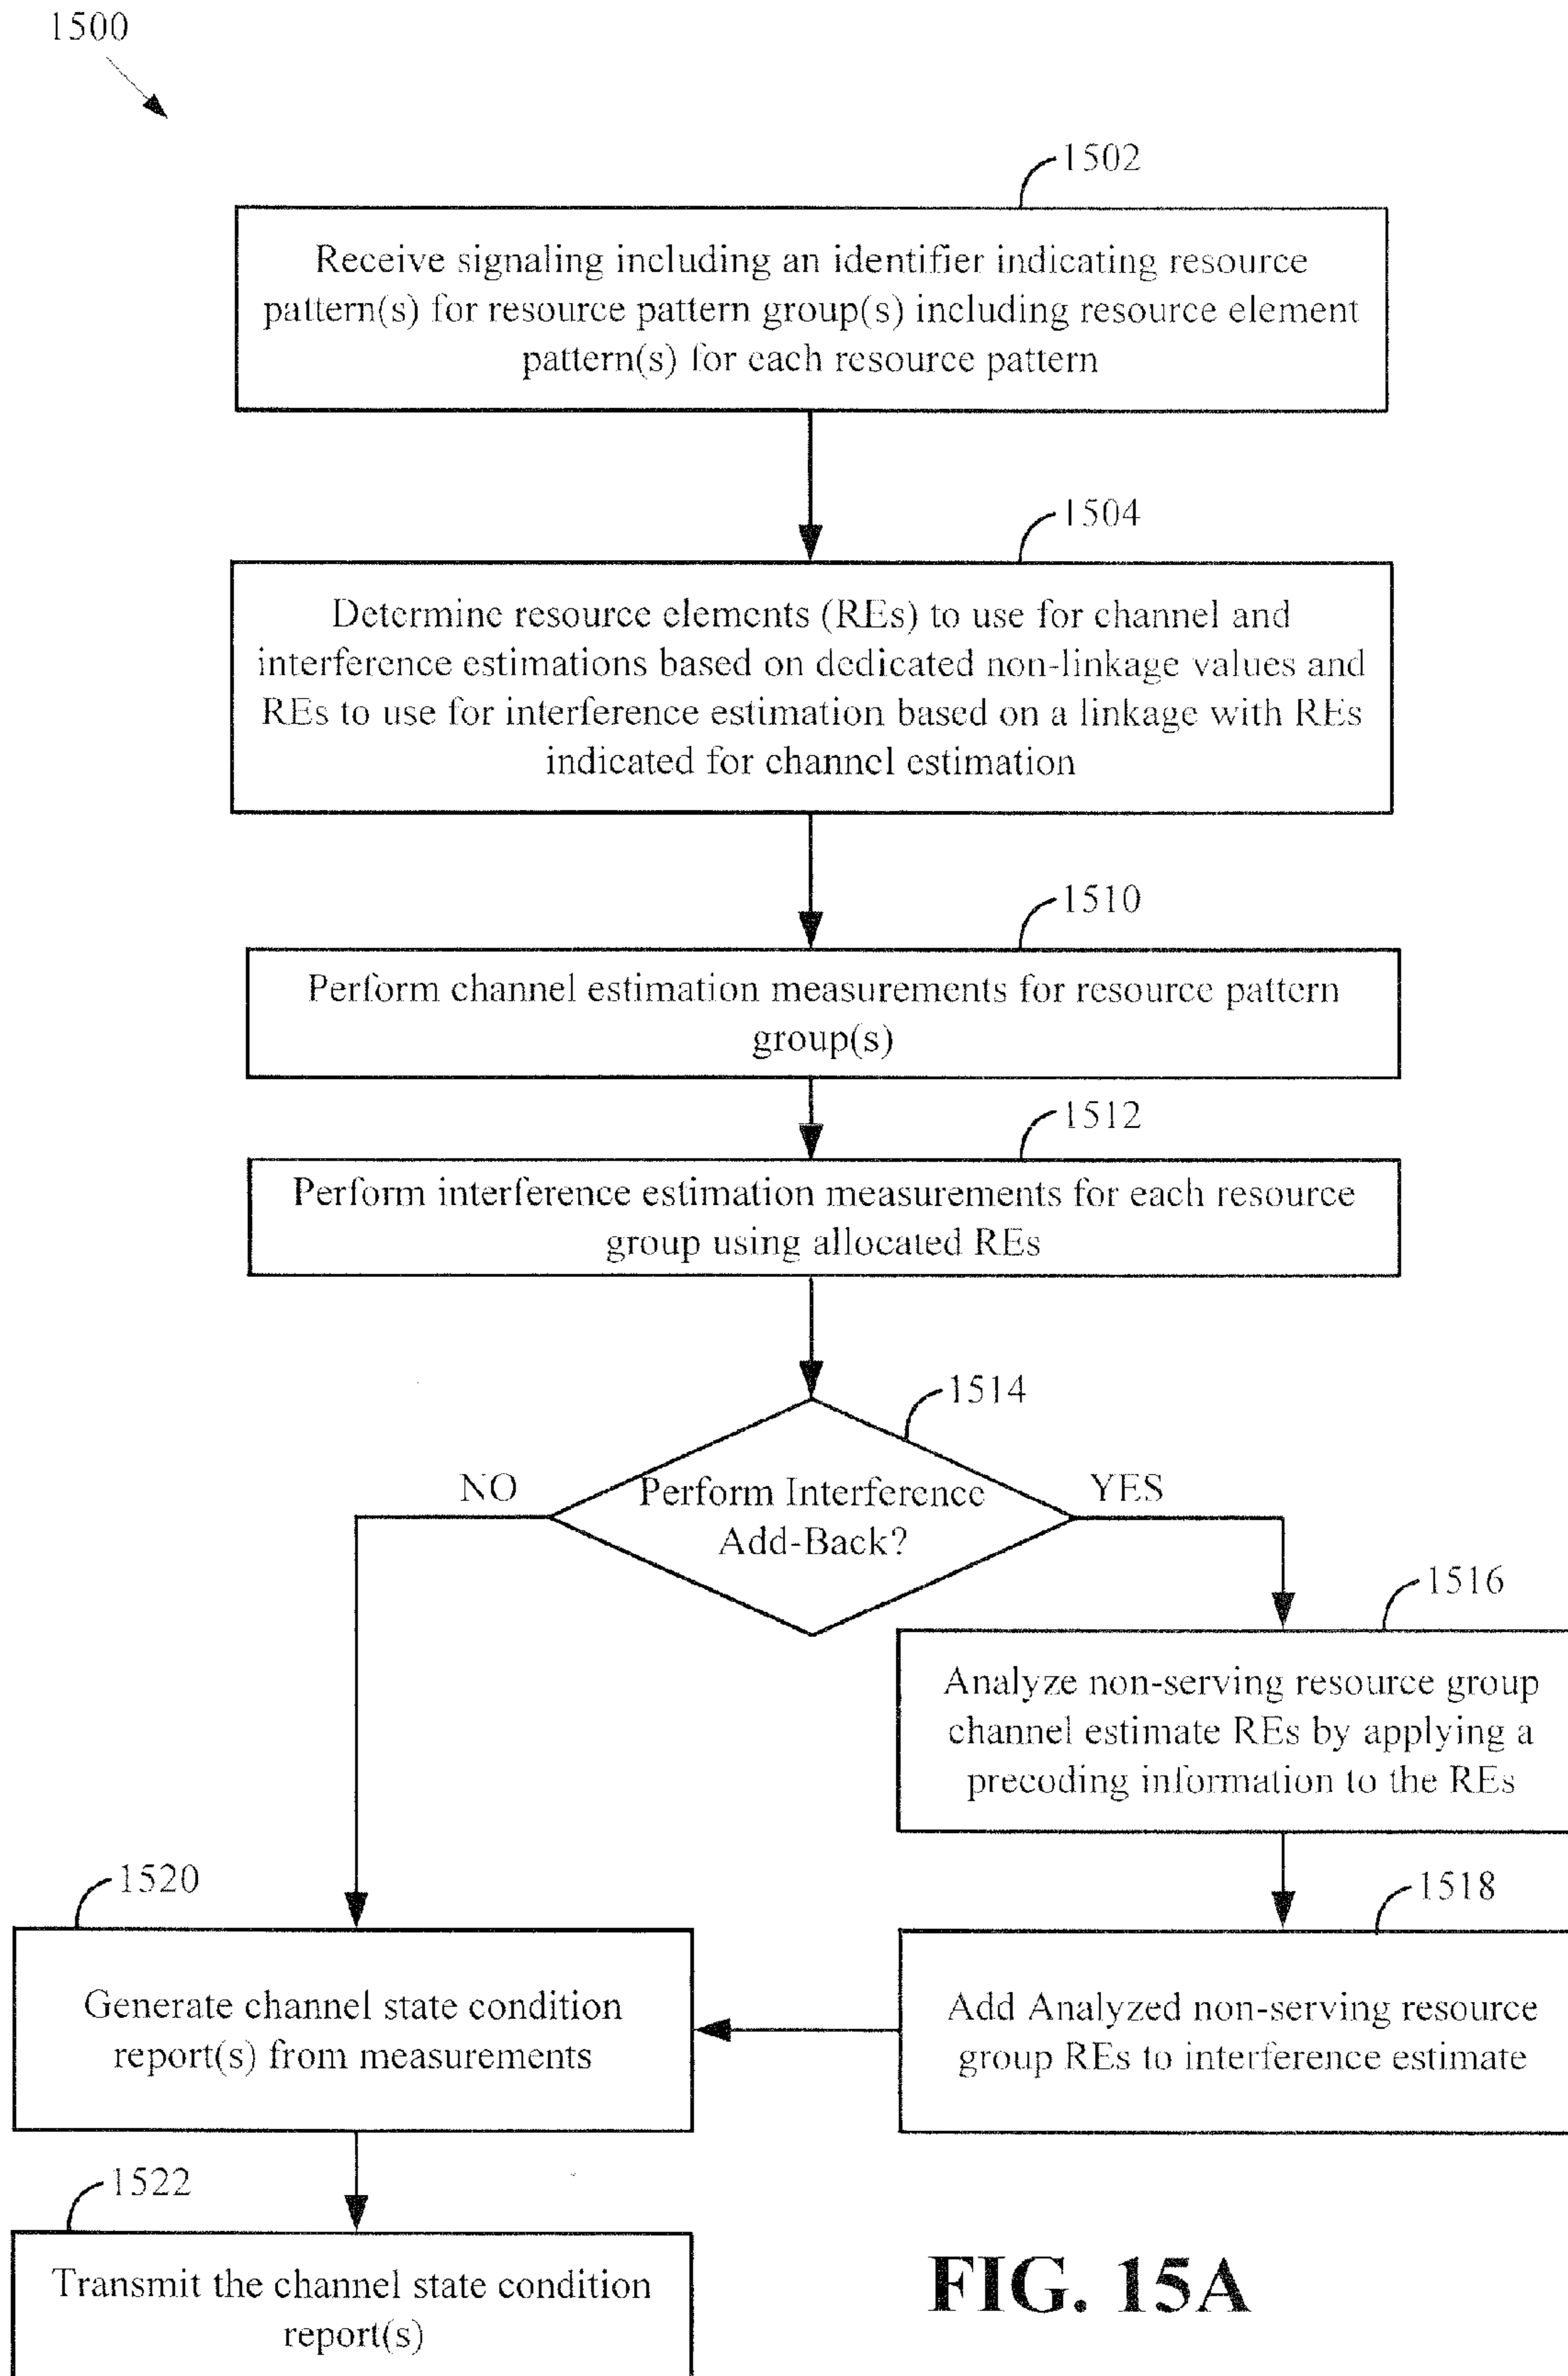 1500
1502
Receive signaling including an identifier indicating resource
pattern(s) for resource pattern group(s) including resource element
pattern(s) for each resource pattern
1504
Determine resource elements (REs) to use for channel and
interference estimations based on dedicated non-linkage values and
REs to use for interference estimation based on a linkage with REs
indicated for channel estimation
1510
Perform channel estimation measurements for resource pattern
group(s)
1512
Perform interference estimation measurements for each resource
group using allocated REs
1514
NO
Perform Interference
Add-Back?
YES
1516
Analyze non-serving resource group
channel estimate REs by applying a
precoding information to the REs
1520
Generate channel state condition
report(s) from measurements
1518
Add Analyzed non-serving resource
group REs to interference estimate
1522
Transmit the channel state condition
report(s)
FIG. 15A